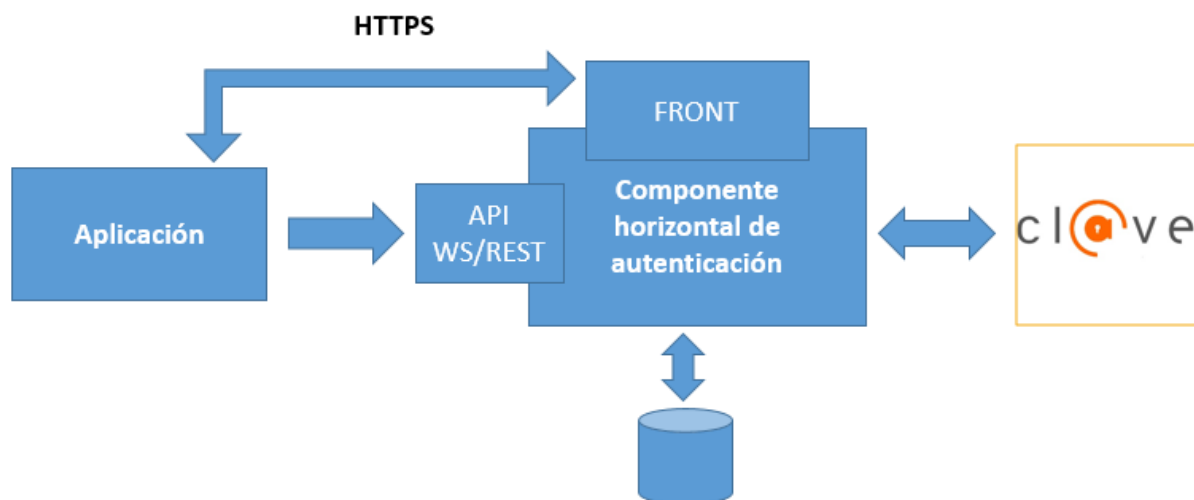 HTTPS
FRONT
Aplicación
API
WS/REST
Componente
horizontal de
autenticación
cl@ve